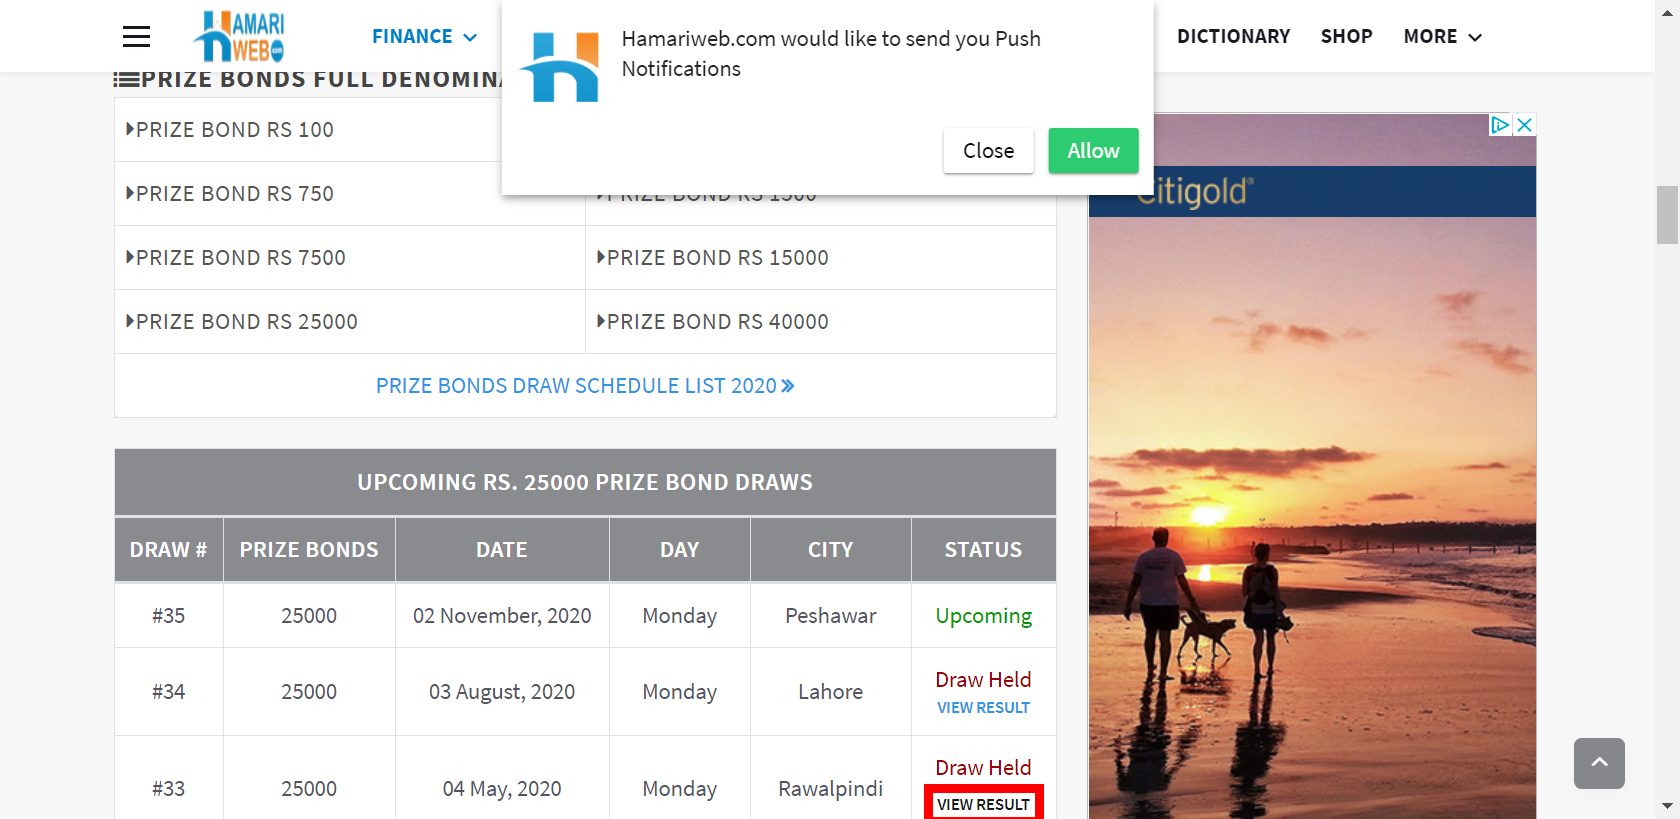 HAMARI
WEB.com
FINANCE
DICTIONARY
SHOP
MORE
Hamariweb.com would like to send you Push
Notifications
Close
Allow
PRIZE BONDS FULL DENOMINA
PRIZE BOND RS 100
PRIZE BOND RS 750
PRIZE BOND RS 1500
PRIZE BOND RS 7500
PRIZE BOND RS 15000
PRIZE BOND RS 25000
PRIZE BOND RS 40000
PRIZE BONDS DRAW SCHEDULE LIST 2020
citigold®
UPCOMING RS. 25000 PRIZE BOND DRAWS
DRAW # PRIZE BONDS DATE DAY CITY STATUS
#35 25000 02 November, 2020 Monday Peshawar Upcoming
#34 25000 03 August, 2020 Monday Lahore Draw Held
VIEW RESULT
#33 25000 04 May, 2020 Monday Rawalpindi Draw Held
VIEW RESULT